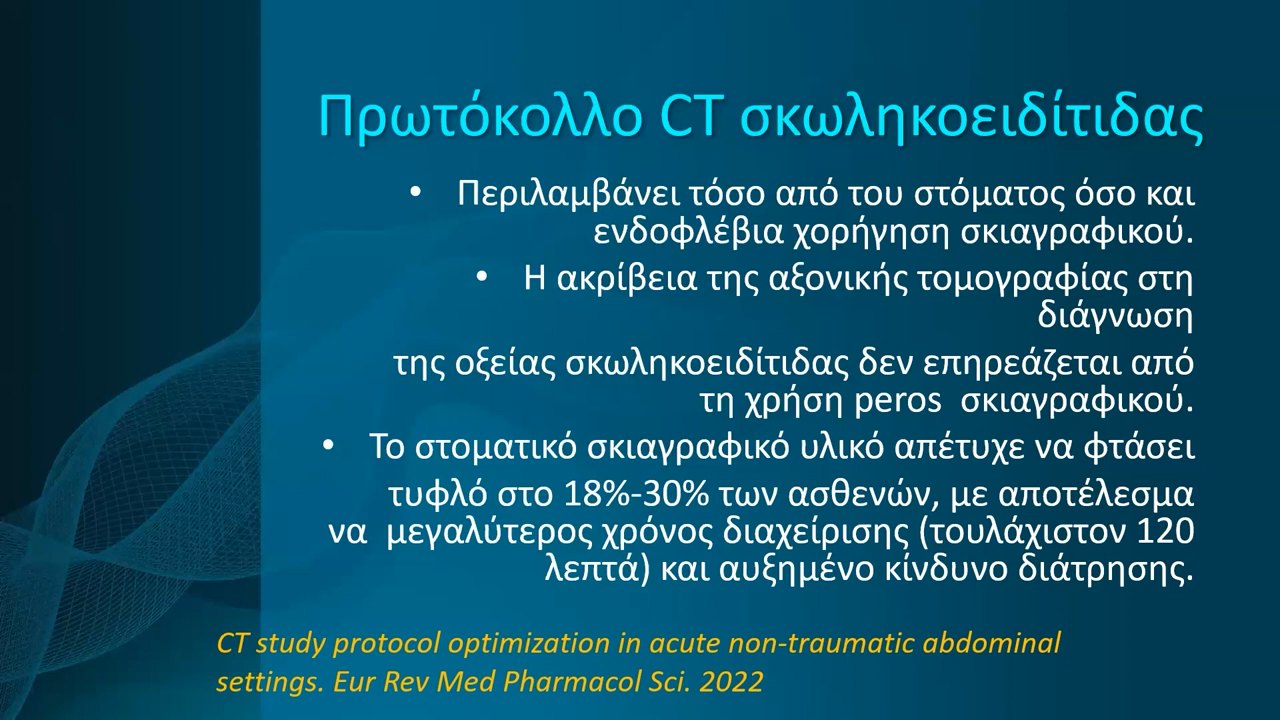 Πρωτόκολλο CT σκωληκοειδίτιδας
• Περιλαμβάνει τόσο από του στόματος όσο και
ενδοφλέβια χορήγηση σκιαγραφικού.
• Η ακρίβεια της αξονικής τομογραφίας στη
διάγνωση
της οξείας σκωληκοειδίτιδας δεν επηρεάζεται από
τη χρήση peros σκιαγραφικού.
• Το στοματικό σκιαγραφικό υλικό απέτυχε να φτάσει
τυφλό στο 18%-30% των ασθενών, με αποτέλεσμα
να μεγαλύτερος χρόνος διαχείρισης (τουλάχιστον 120
λεπτά) και αυξημένο κίνδυνο διάτρησης.
CT study protocol optimization in acute non-traumatic abdominal
settings. Eur Rev Med Pharmacol Sci. 2022